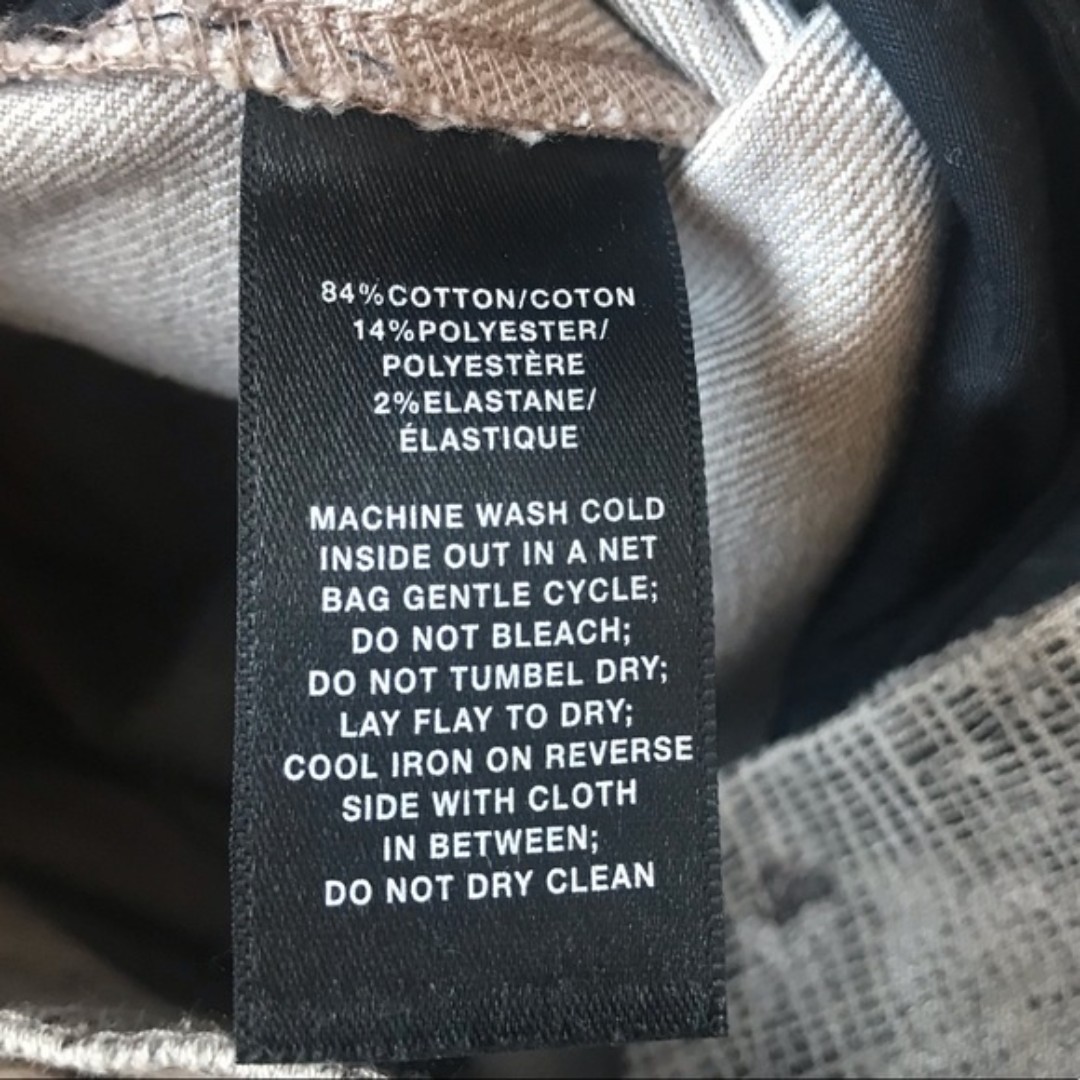 84%COTTON/COTON
14%POLYESTER/
POLYESTÈRE
2%ELASTANE/
ÉLASTIQUE
MACHINE WASH COLD
INSIDE OUT IN A NET
BAG GENTLE CYCLE;
DO NOT BLEACH;
DO NOT TUMBEL DRY;
LAY FLAY TO DRY;
COOL IRON ON REVERSE
SIDE WITH CLOTH
IN BETWEEN;
DO NOT DRY CLEAN